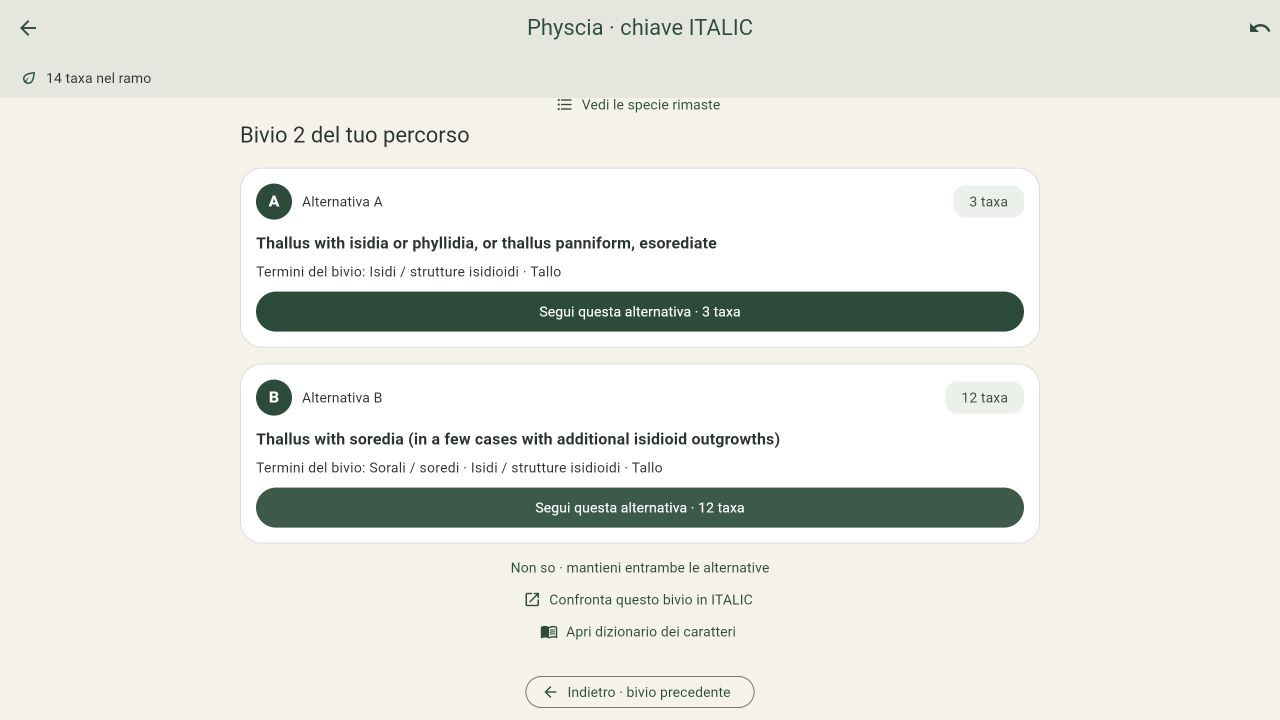 Physcia · chiave ITALIC
14 taxa nel ramo
Vedi le specie rimaste
Bivio 2 del tuo percorso
A Alternativa A 3 taxa
Thallus with isidia or phyllidia, or thallus panniform, esorediate
Termini del bivio: Isidi / strutture isidioidi · Tallo
Segui questa alternativa · 3 taxa
B Alternativa B 12 taxa
Thallus with soredia (in a few cases with additional isidioid outgrowths)
Termini del bivio: Sorali / soredi · Isidi / strutture isidioidi · Tallo
Segui questa alternativa · 12 taxa
Non so · mantieni entrambe le alternative
Confronta questo bivio in ITALIC
Apri dizionario dei caratteri
Indietro · bivio precedente